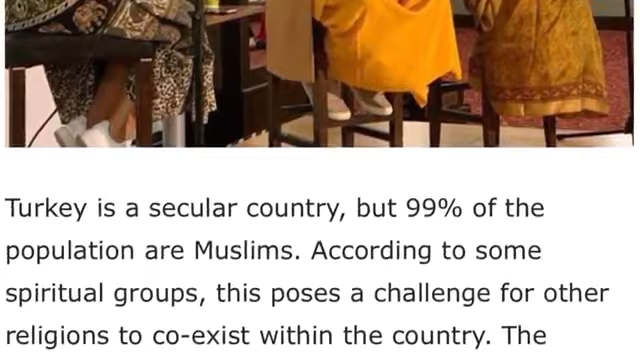 Turkey is a secular country, but 99% of the
population are Muslims. According to some
spiritual groups, this poses a challenge for other
religions to co-exist within the country. The